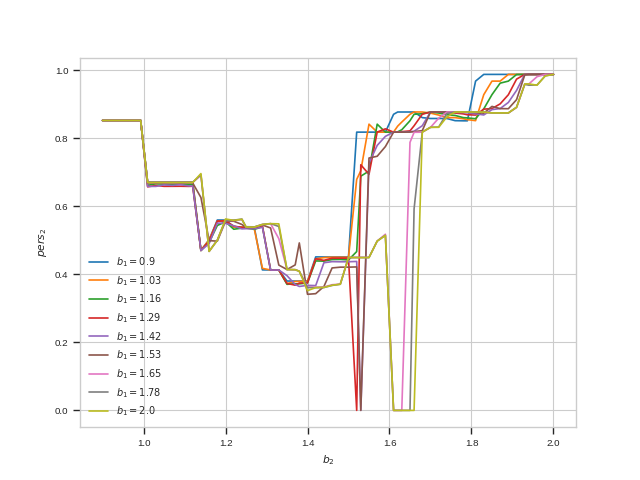 1.0
0.8
0.6
0.4
0.2
0.0
pers₂
b₁ = 0.9
b₁ = 1.03
b₁ = 1.16
b₁ = 1.29
b₁ = 1.42
b₁ = 1.53
b₁ = 1.65
b₁ = 1.78
b₁ = 2.0
1.0 1.2 1.4 1.6 1.8 2.0
b₂